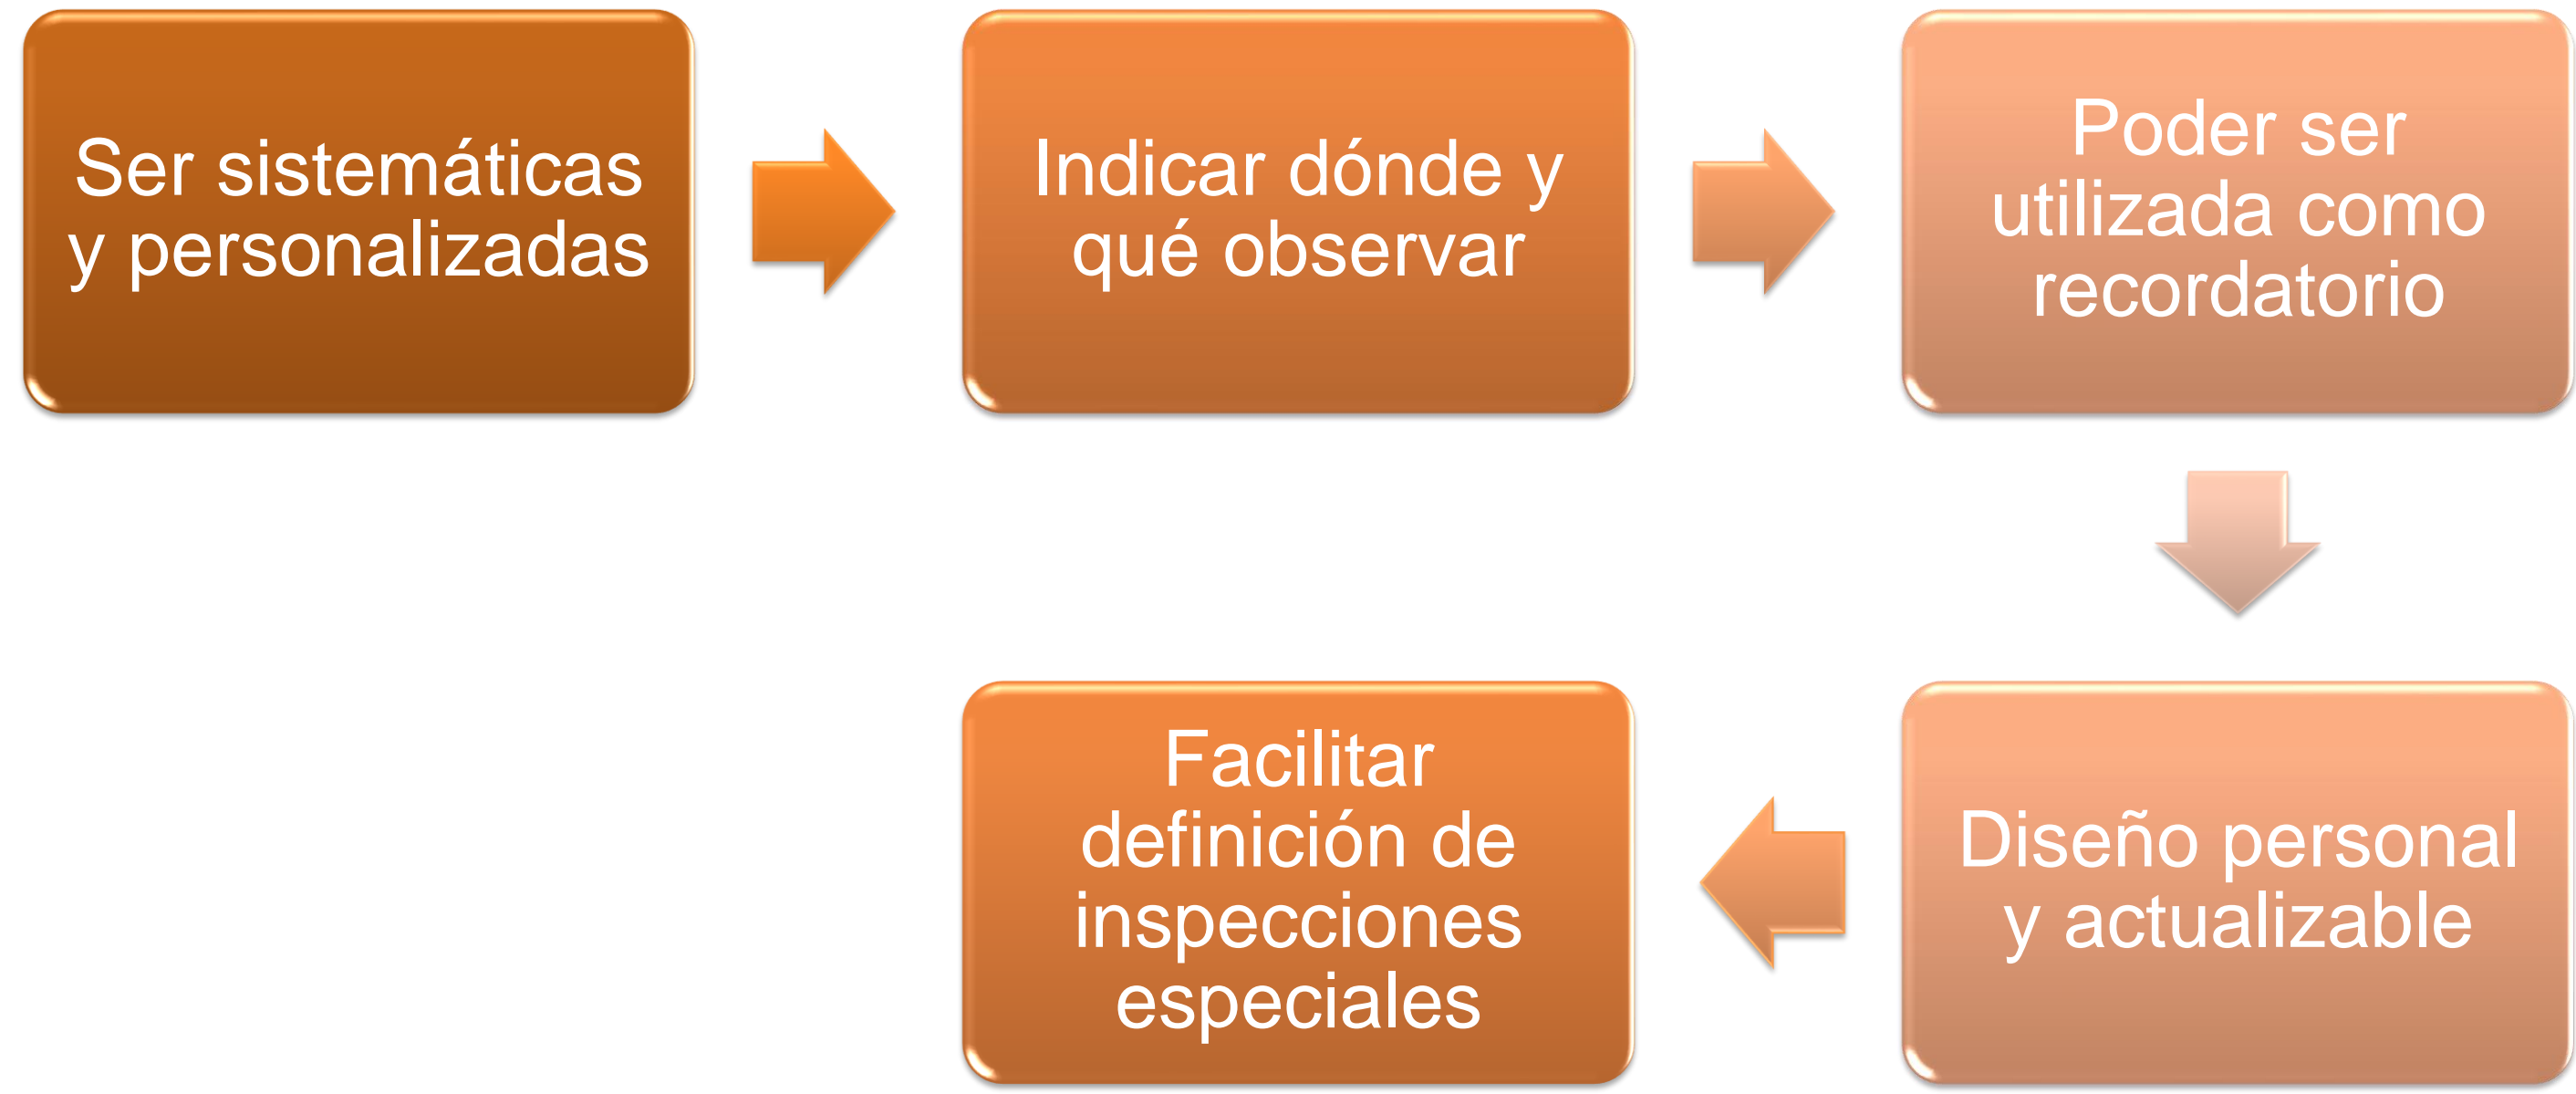 Ser sistemáticas
y personalizadas
Indicar dónde y
qué observar
Poder ser
utilizada como
recordatorio
Diseño personal
y actualizable
Facilitar
definición de
inspecciones
especiales